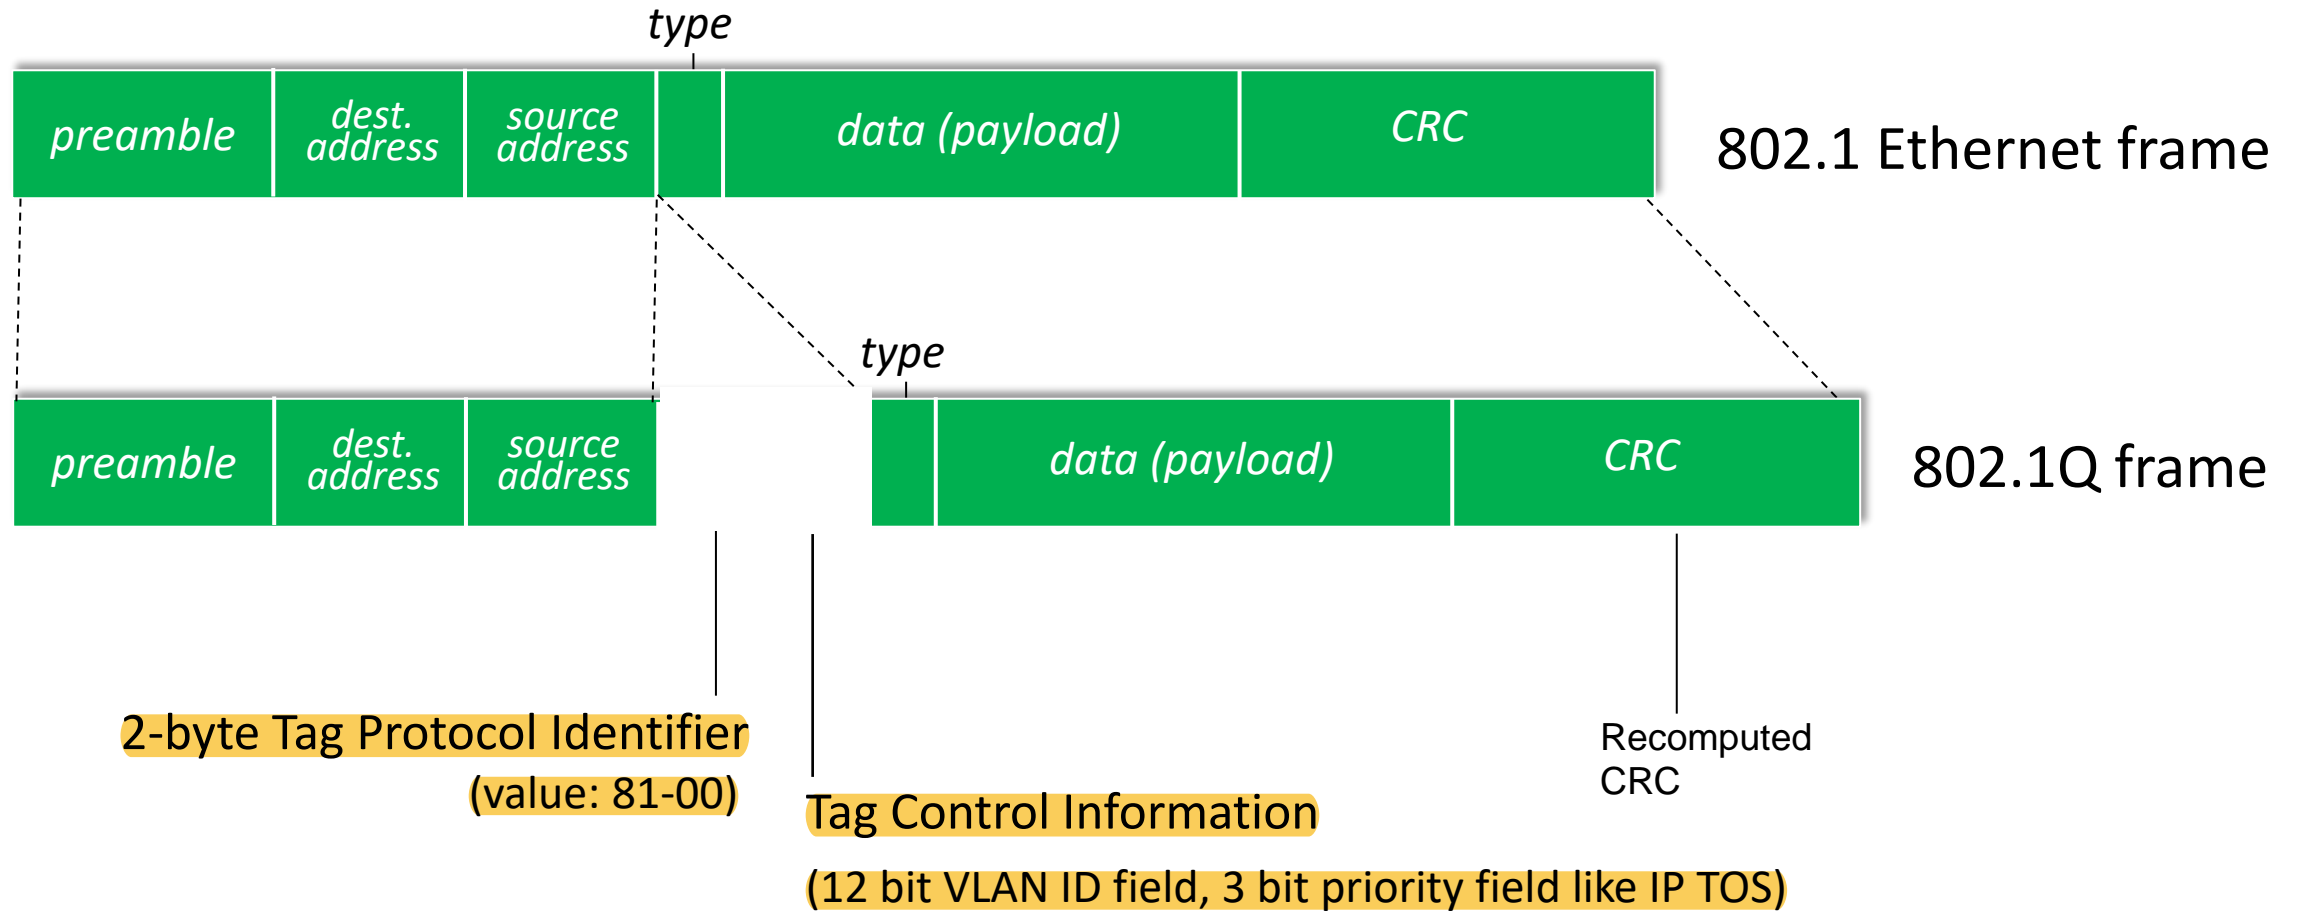 type
preamble
dest.
address
source
address
data (payload)
CRC
802.1 Ethernet frame
type
preamble
dest.
address
source
address
data (payload)
CRC
802.1Q frame
2-byte Tag Protocol Identifier
(value: 81-00)
Recomputed
CRC
Tag Control Information
(12 bit VLAN ID field, 3 bit priority field like IP TOS)